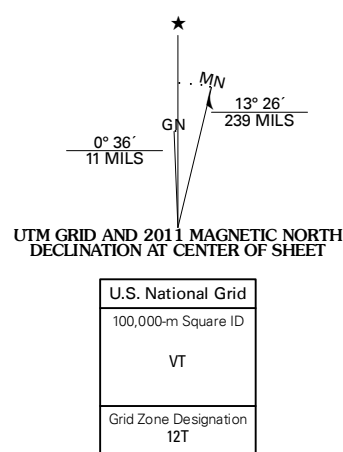 MN
13° 26´
239 MILS
GN
0° 36´
11 MILS
UTM GRID AND 2011 MAGNETIC NORTH
DECLINATION AT CENTER OF SHEET
U.S. National Grid
100,000-m Square ID
VT
Grid Zone Designation
12T